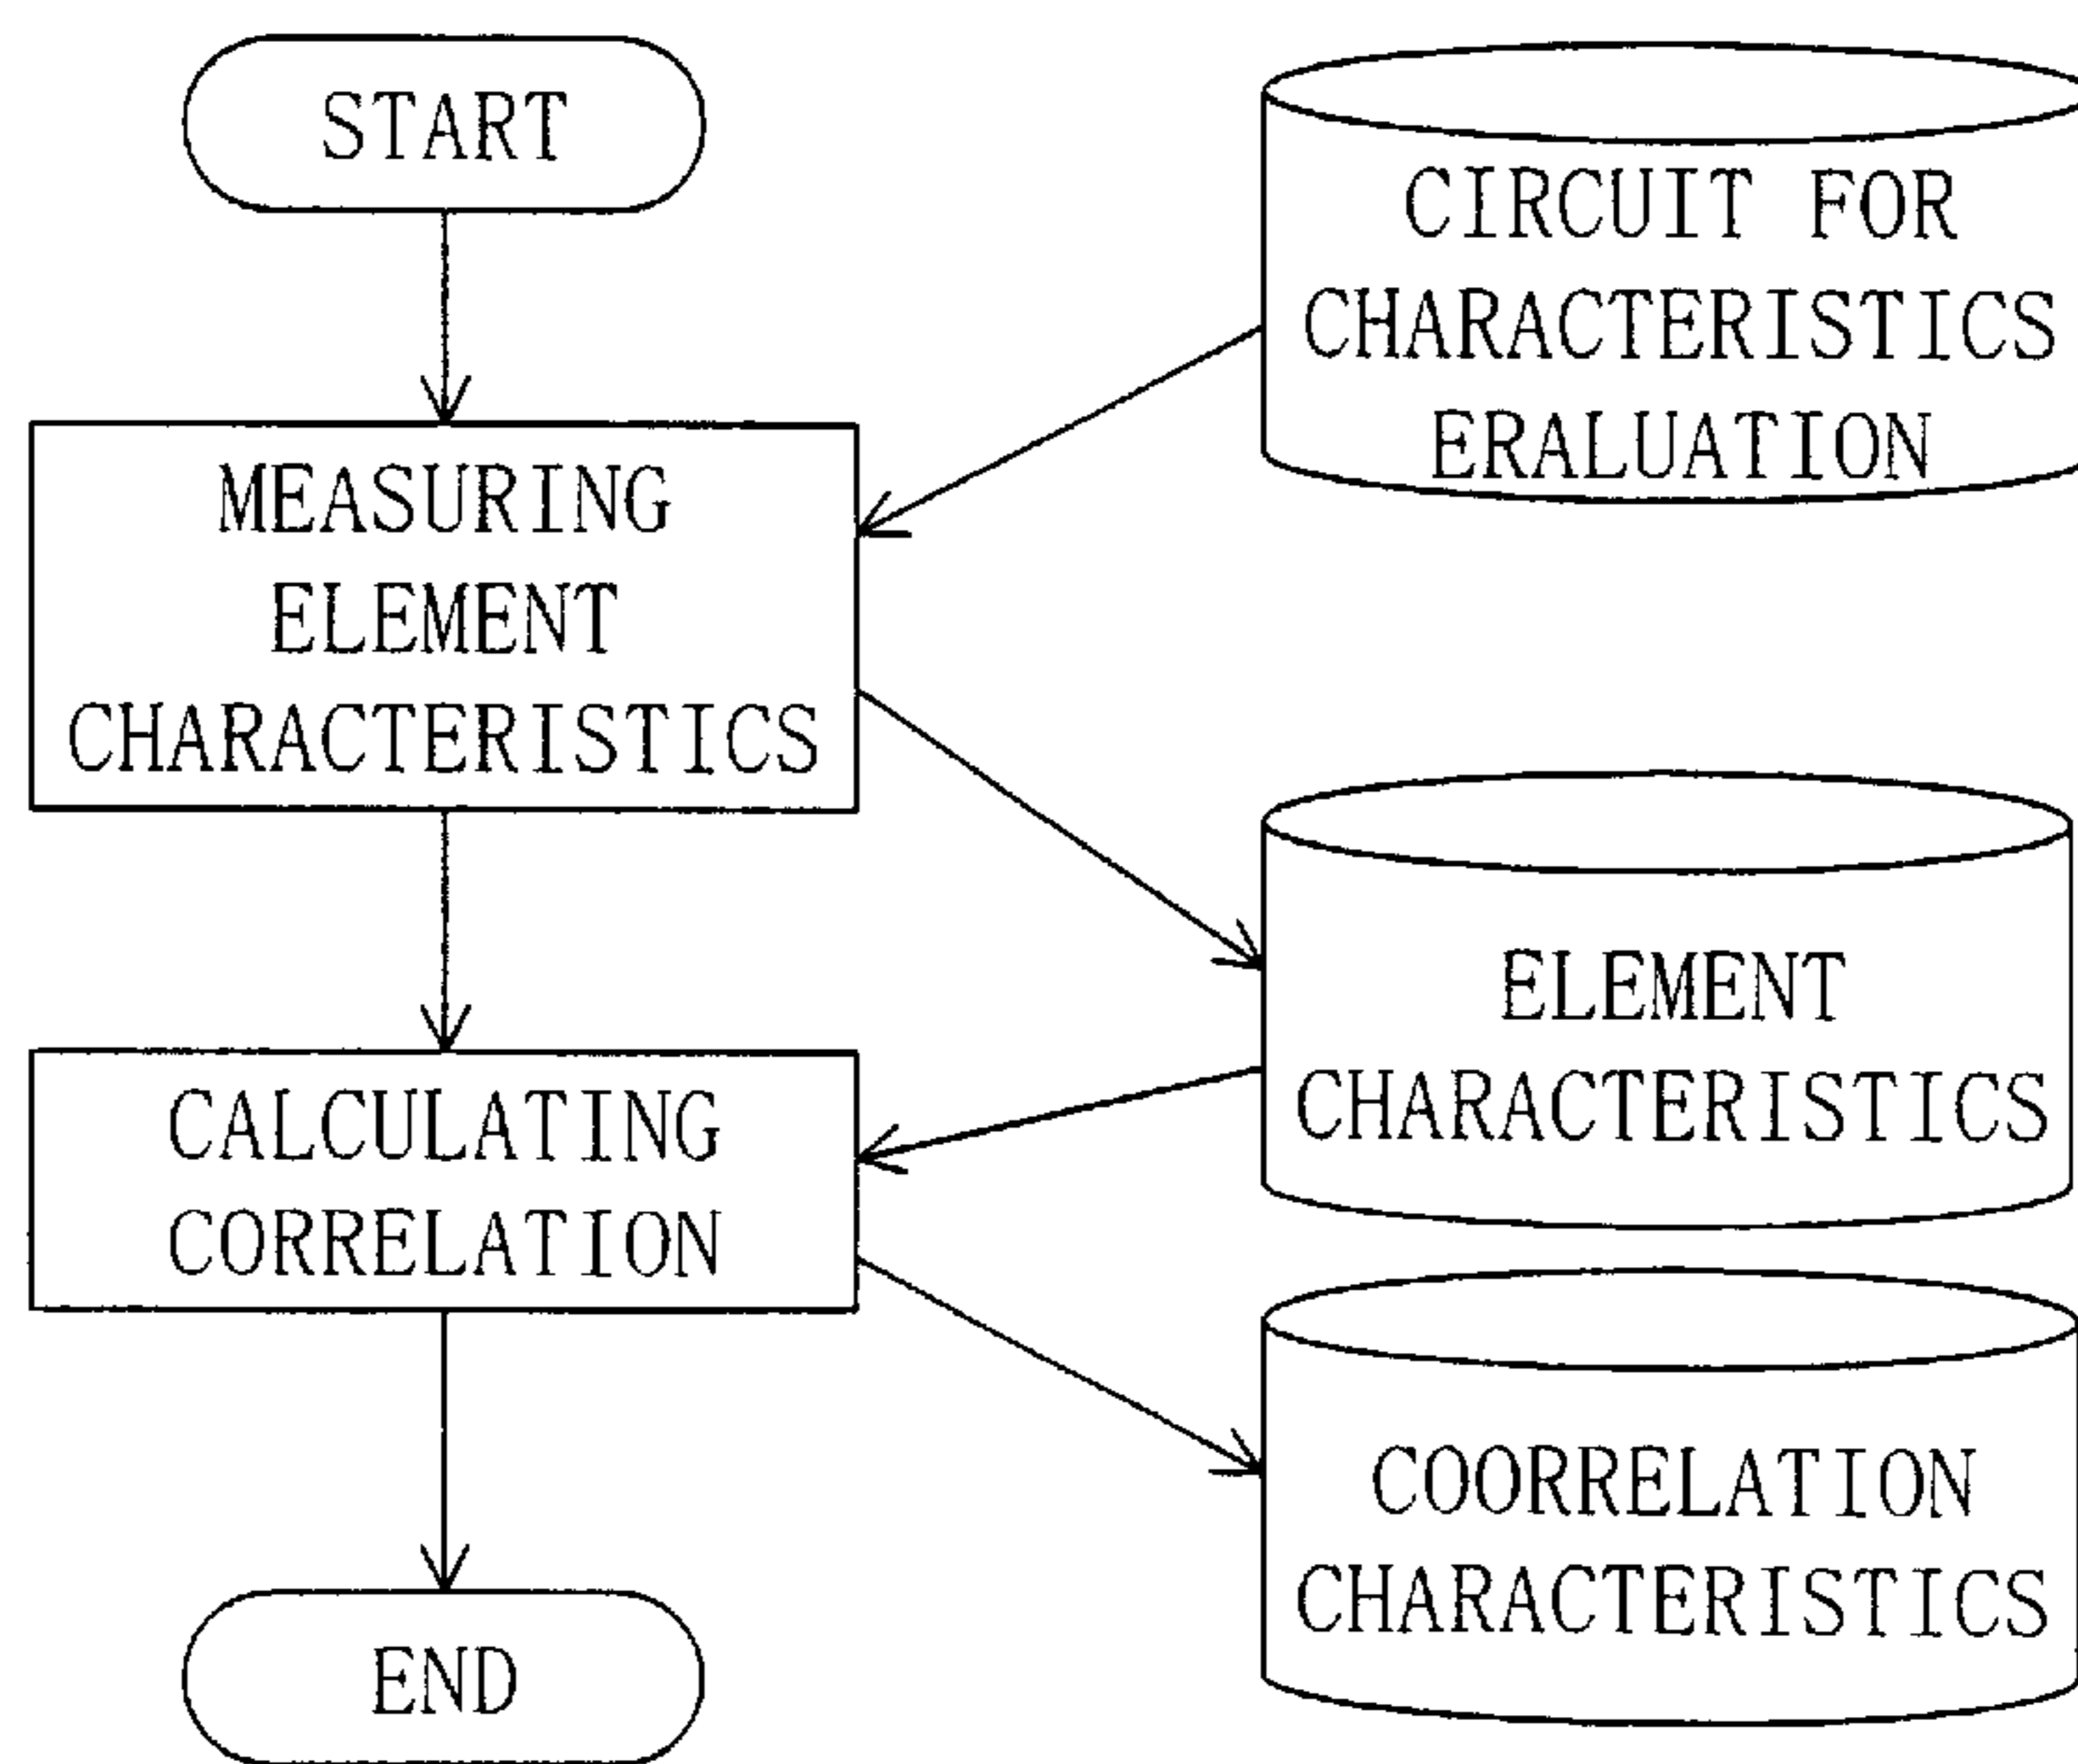 START
CIRCUIT FOR
CHARACTERISTICS
ERALUATION
MEASURING
ELEMENT
CHARACTERISTICS
ELEMENT
CHARACTERISTICS
CALCULATING
CORRELATION
COORRELATION
CHARACTERISTICS
END